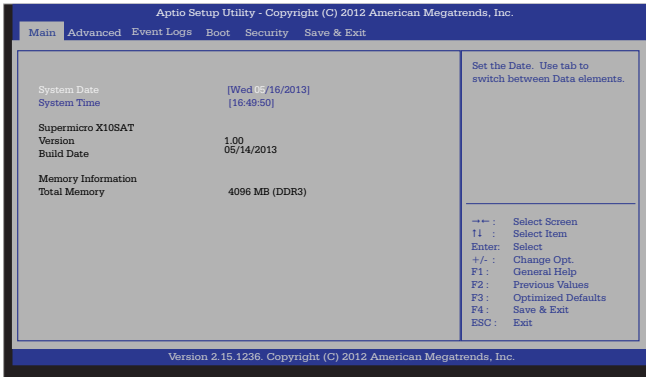 Aptio Setup Utility - Copyright (C) 2012 American Megatrends, Inc.
Main Advanced Event Logs Boot Security Save & Exit
System Date [Wed 05/16/2013]
System Time [16:49:50]
Supermicro X10SAT
Version 1.00
Build Date 05/14/2013
Memory Information
Total Memory 4096 MB (DDR3)
Set the Date. Use tab to
switch between Data elements.
→← : Select Screen
↑↓ : Select Item
Enter: Select
+/- : Change Opt.
F1 : General Help
F2 : Previous Values
F3 : Optimized Defaults
F4 : Save & Exit
ESC : Exit
Version 2.15.1236. Copyright (C) 2012 American Megatrends, Inc.